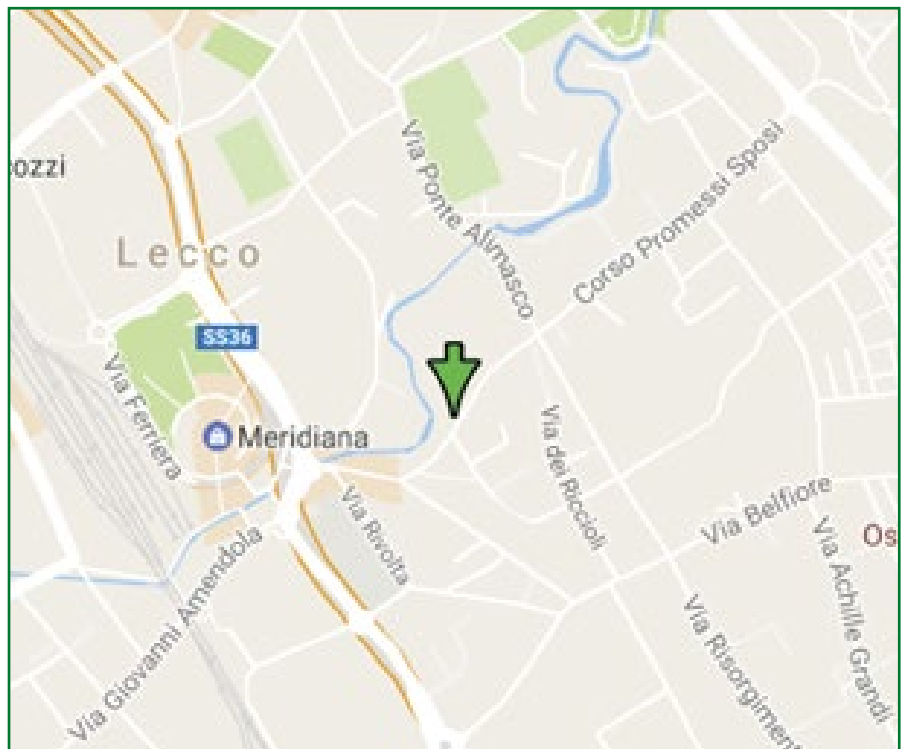 ozzi
Via Ponte Alimasco
Corso Promessi Sposi
Lecco
SS36
Via Ferriera
Meridiana
Via dei Riccioli
Via Rivolta
Via Belfiore
Os
Via Giovanni Amendola
Via Achille Grandi
Via Risorgiment